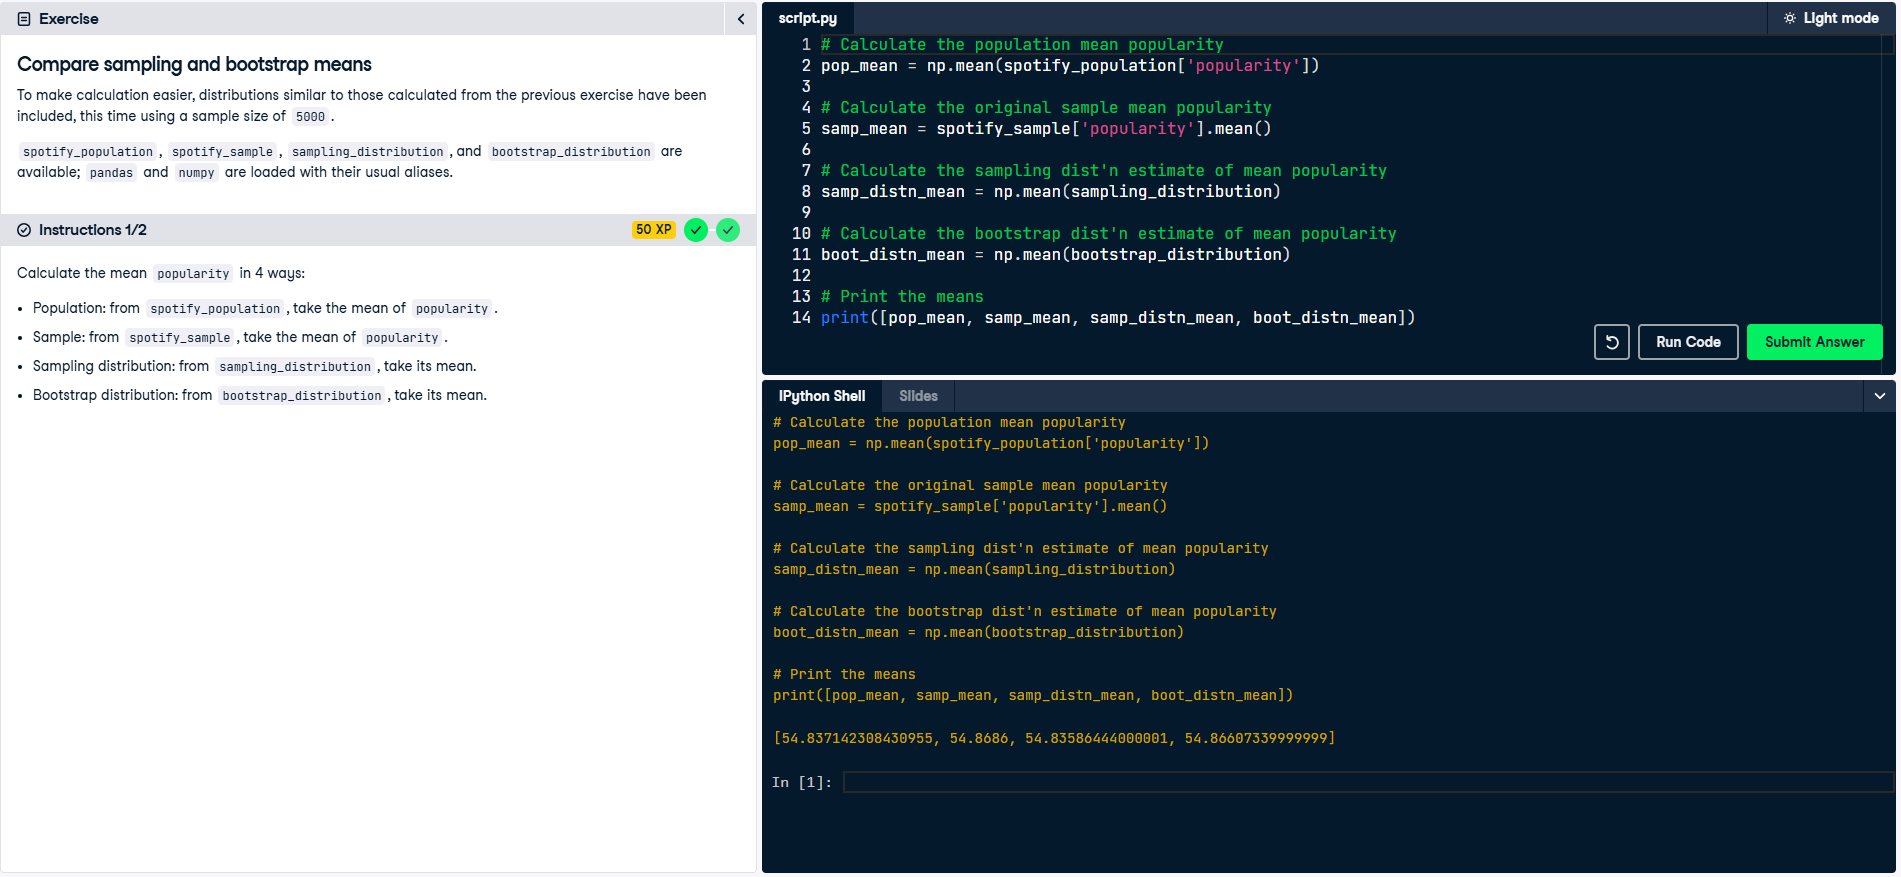 Exercise
Compare sampling and bootstrap means
To make calculation easier, distributions similar to those calculated from the previous exercise have been
included, this time using a sample size of 5000 .
spotify_population , spotify_sample , sampling_distribution , and bootstrap_distribution are
available; pandas and numpy are loaded with their usual aliases.
Instructions 1/2
50 XP
Calculate the mean popularity in 4 ways:
• Population: from spotify_population , take the mean of popularity .
• Sample: from spotify_sample , take the mean of popularity .
• Sampling distribution: from sampling_distribution , take its mean.
• Bootstrap distribution: from bootstrap_distribution , take its mean.
script.py
Light mode
1 # Calculate the population mean popularity
2 pop_mean = np.mean(spotify_population['popularity'])
3
4 # Calculate the original sample mean popularity
5 samp_mean = spotify_sample['popularity'].mean()
6
7 # Calculate the sampling dist'n estimate of mean popularity
8 samp_distn_mean = np.mean(sampling_distribution)
9
10 # Calculate the bootstrap dist'n estimate of mean popularity
11 boot_distn_mean = np.mean(bootstrap_distribution)
12
13 # Print the means
14 print([pop_mean, samp_mean, samp_distn_mean, boot_distn_mean])
Run Code
Submit Answer
IPython Shell
Slides
# Calculate the population mean popularity
pop_mean = np.mean(spotify_population['popularity'])
# Calculate the original sample mean popularity
samp_mean = spotify_sample['popularity'].mean()
# Calculate the sampling dist'n estimate of mean popularity
samp_distn_mean = np.mean(sampling_distribution)
# Calculate the bootstrap dist'n estimate of mean popularity
boot_distn_mean = np.mean(bootstrap_distribution)
# Print the means
print([pop_mean, samp_mean, samp_distn_mean, boot_distn_mean])
[54.837142308430955, 54.8686, 54.83586444000001, 54.86607339999999]
In [1]: